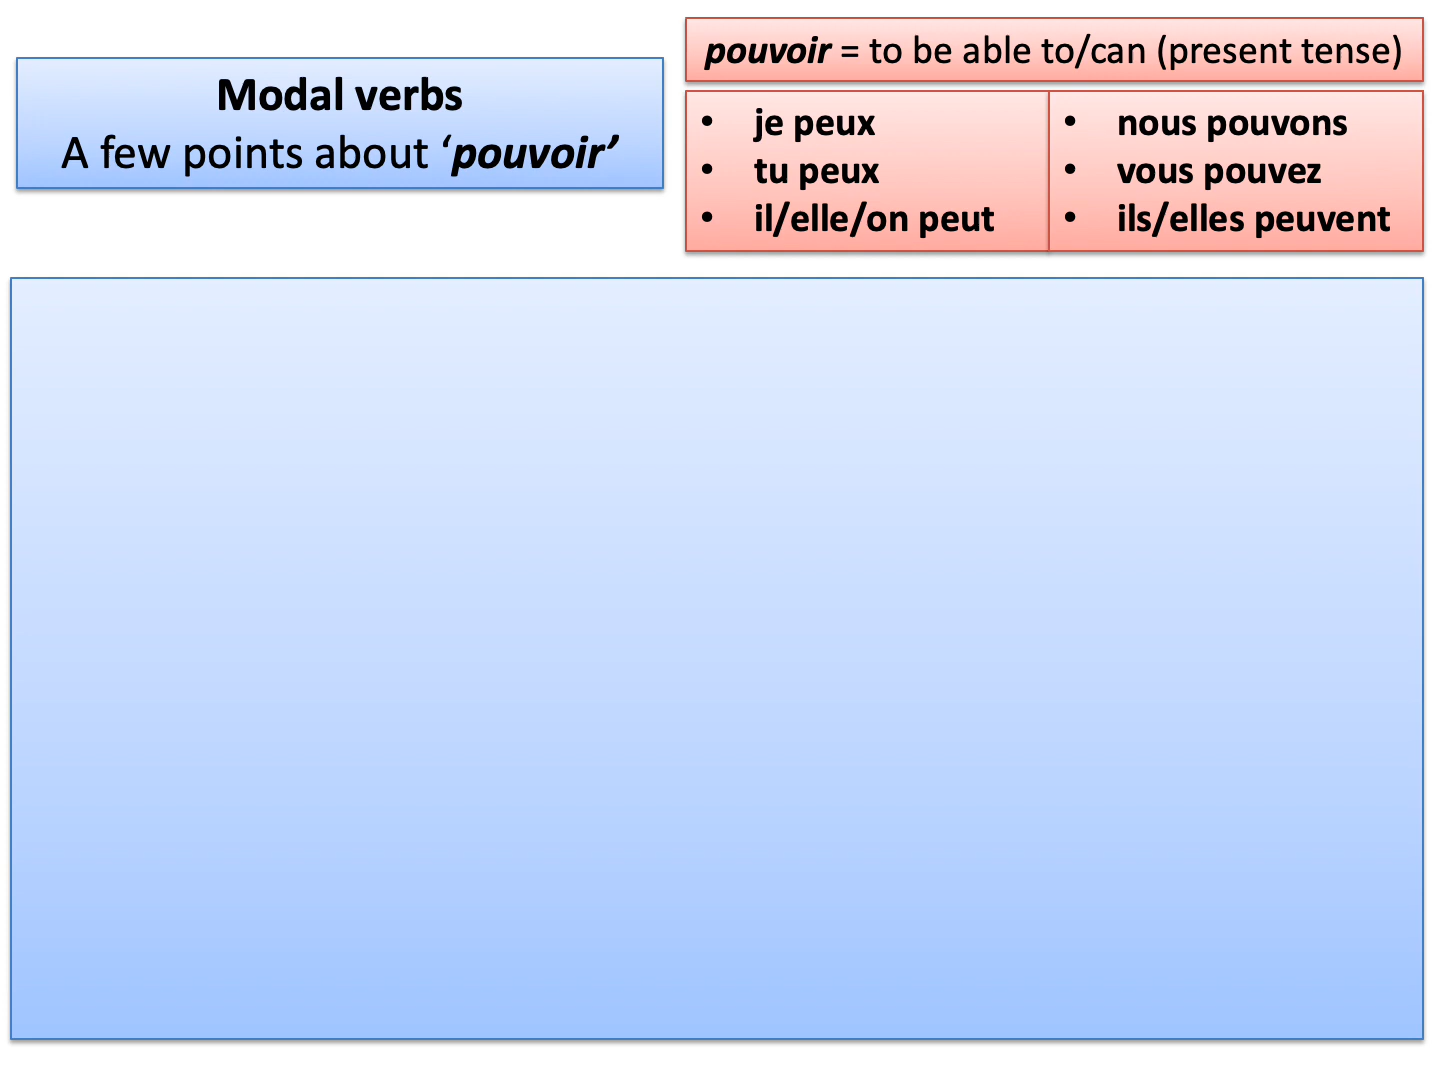 Modal verbs
A few points about ‘pouvoir’
pouvoir = to be able to/can (present tense)
• je peux
• tu peux
• il/elle/on peut
• nous pouvons
• vous pouvez
• ils/elles peuvent